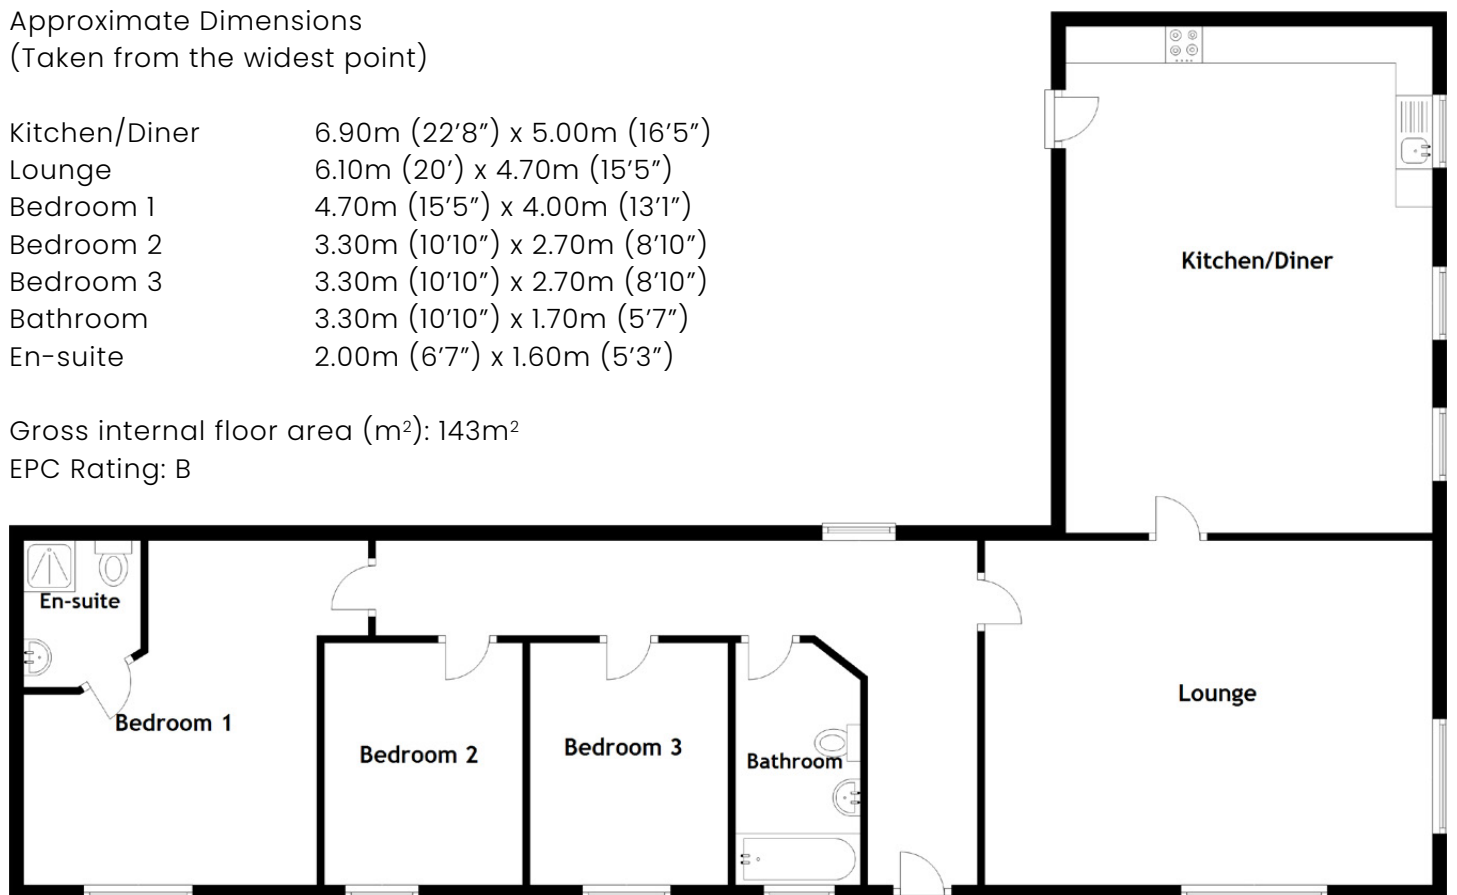 Approximate Dimensions
(Taken from the widest point)
Kitchen/Diner 6.90m (22’8”) x 5.00m (16’5”)
Lounge 6.10m (20’) x 4.70m (15’5”)
Bedroom 1 4.70m (15’5”) x 4.00m (13’1”)
Bedroom 2 3.30m (10’10”) x 2.70m (8’10”)
Bedroom 3 3.30m (10’10”) x 2.70m (8’10”)
Bathroom 3.30m (10’10”) x 1.70m (5’7”)
En-suite 2.00m (6’7”) x 1.60m (5’3”)
Gross internal floor area (m²): 143m²
EPC Rating: B
Kitchen/Diner
En-suite
Bedroom 1
Bedroom 2
Bedroom 3
Bathroom
Lounge